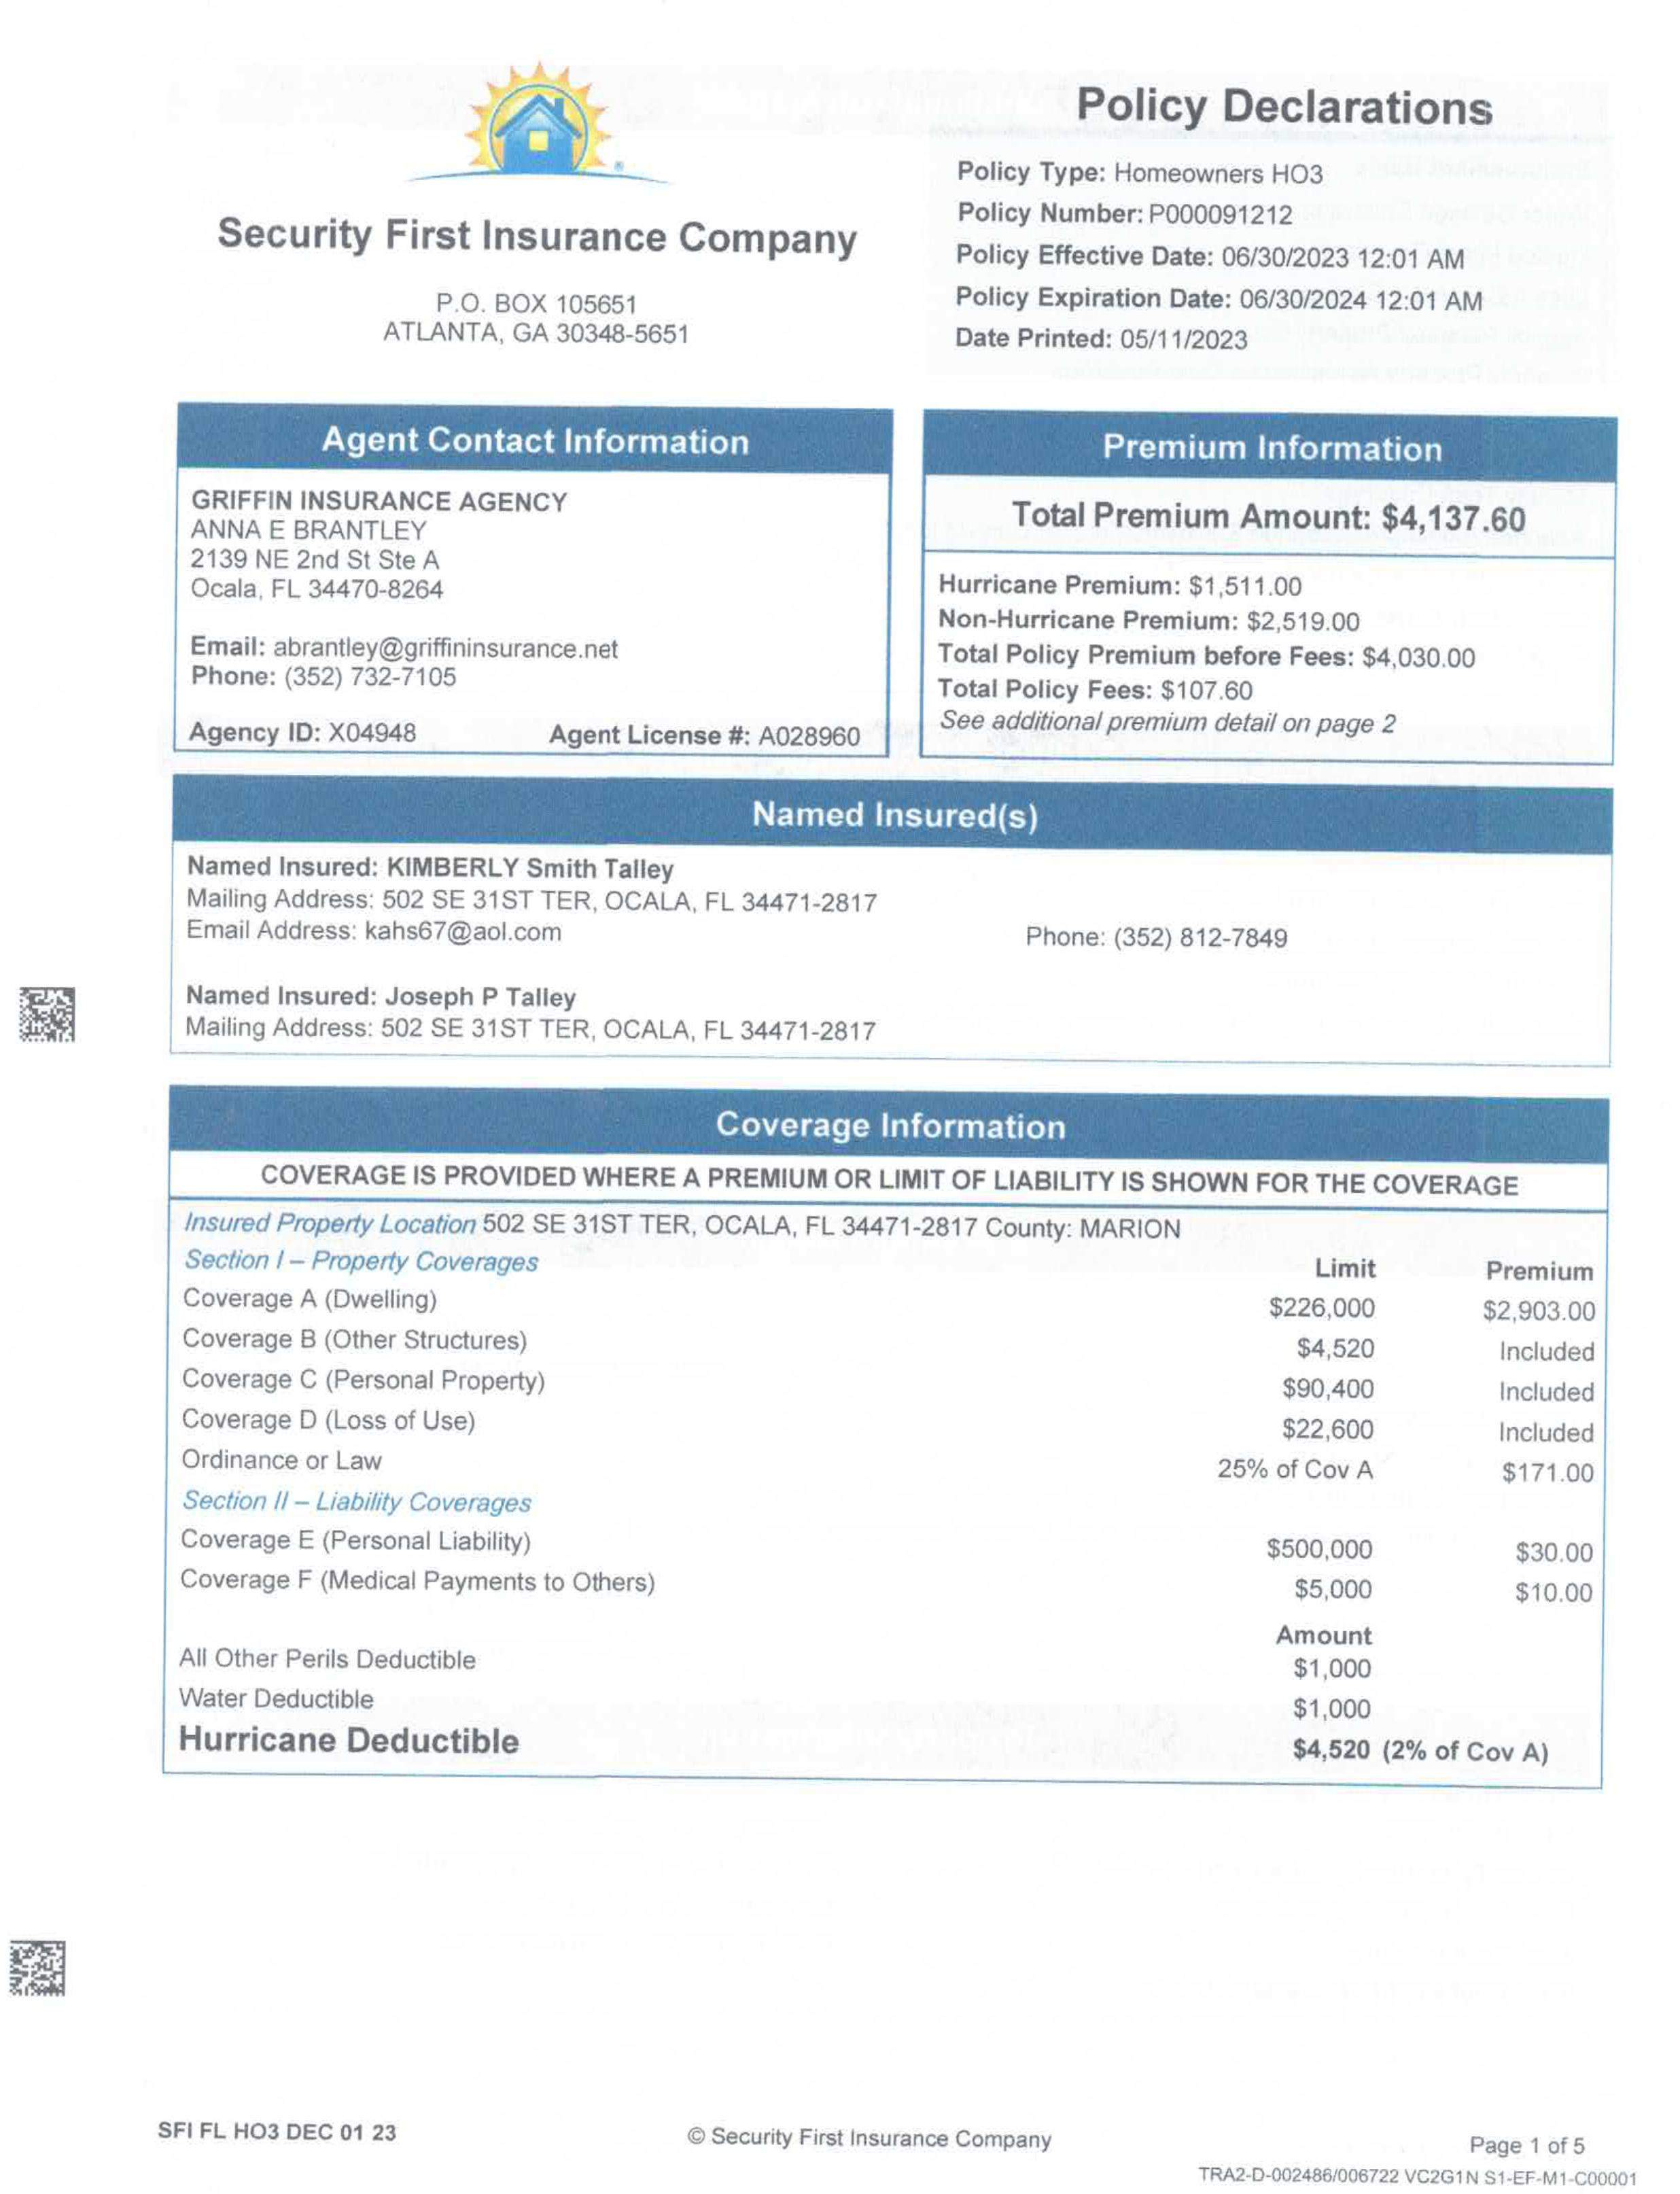 Security First Insurance Company
P.O. BOX 105651
ATLANTA, GA 30348-5651
Policy Declarations
Policy Type: Homeowners HO3
Policy Number: P000091212
Policy Effective Date: 06/30/2023 12:01 AM
Policy Expiration Date: 06/30/2024 12:01 AM
Date Printed: 05/11/2023
Agent Contact Information
GRIFFIN INSURANCE AGENCY
ANNA E BRANTLEY
2139 NE 2nd St Ste A
Ocala, FL 34470-8264
Email: abrantley@griffininsurance.net
Phone: (352) 732-7105
Agency ID: X04948 Agent License #: A028960
Premium Information
Total Premium Amount: $4,137.60
Hurricane Premium: $1,511.00
Non-Hurricane Premium: $2,519.00
Total Policy Premium before Fees: $4,030.00
Total Policy Fees: $107.60
See additional premium detail on page 2
Named Insured(s)
Named Insured: KIMBERLY Smith Talley
Mailing Address: 502 SE 31ST TER, OCALA, FL 34471-2817
Email Address: kahs67@aol.com Phone: (352) 812-7849
Named Insured: Joseph P Talley
Mailing Address: 502 SE 31ST TER, OCALA, FL 34471-2817
Coverage Information
COVERAGE IS PROVIDED WHERE A PREMIUM OR LIMIT OF LIABILITY IS SHOWN FOR THE COVERAGE
Insured Property Location 502 SE 31ST TER, OCALA, FL 34471-2817 County: MARION
Section I – Property Coverages Limit Premium
Coverage A (Dwelling) $226,000 $2,903.00
Coverage B (Other Structures) $4,520 Included
Coverage C (Personal Property) $90,400 Included
Coverage D (Loss of Use) $22,600 Included
Ordinance or Law 25% of Cov A $171.00
Section II – Liability Coverages
Coverage E (Personal Liability) $500,000 $30.00
Coverage F (Medical Payments to Others) $5,000 $10.00
Amount
All Other Perils Deductible $1,000
Water Deductible $1,000
Hurricane Deductible $4,520 (2% of Cov A)
SFI FL HO3 DEC 01 23 © Security First Insurance Company Page 1 of 5
TRA2-D-002486/006722 VC2G1N S1-EF-M1-C00001